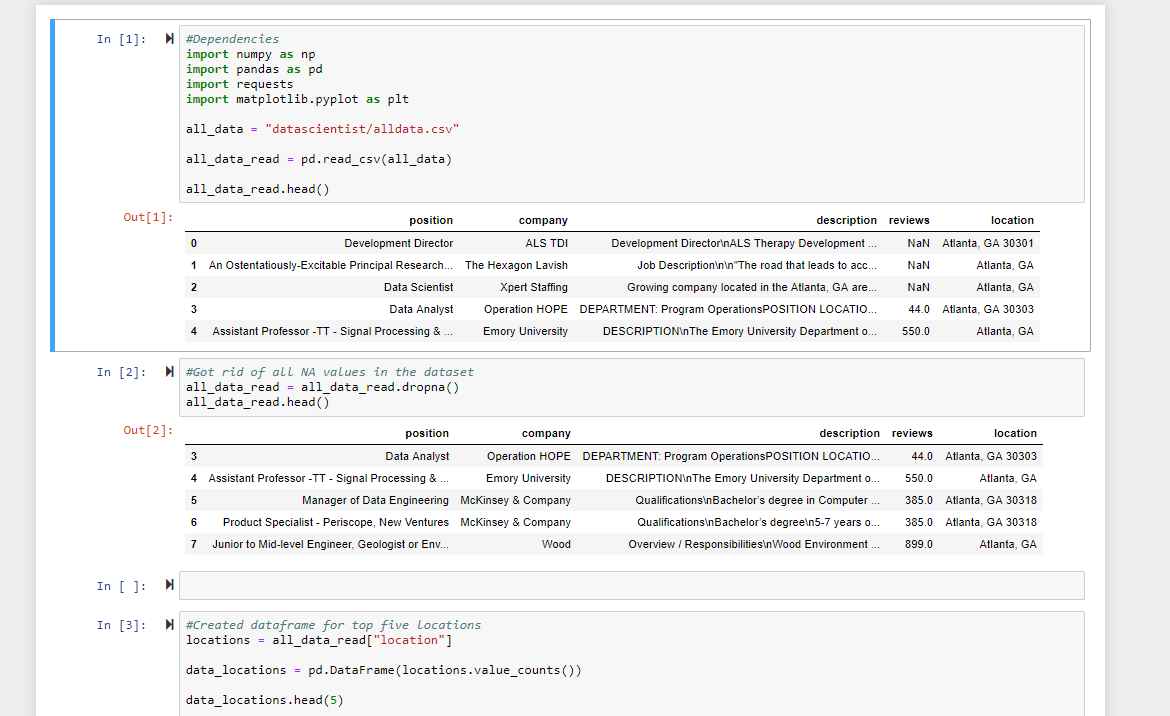 In [1]:
#Dependencies
import numpy as np
import pandas as pd
import requests
import matplotlib.pyplot as plt
all_data = "datascientist/alldata.csv"
all_data_read = pd.read_csv(all_data)
all_data_read.head()
Out[1]:
position company description reviews location
0 Development Director ALS TDI Development Director\nALS Therapy Development ... NaN Atlanta, GA 30301
1 An Ostentatiously-Excitable Principal Research... The Hexagon Lavish Job Description\n\n"The road that leads to acc... NaN Atlanta, GA
2 Data Scientist Xpert Staffing Growing company located in the Atlanta, GA are... NaN Atlanta, GA
3 Data Analyst Operation HOPE DEPARTMENT: Program OperationsPOSITION LOCATIO... 44.0 Atlanta, GA 30303
4 Assistant Professor -TT - Signal Processing & ... Emory University DESCRIPTION\nThe Emory University Department o... 550.0 Atlanta, GA
In [2]:
#Got rid of all NA values in the dataset
all_data_read = all_data_read.dropna()
all_data_read.head()
Out[2]:
position company description reviews location
3 Data Analyst Operation HOPE DEPARTMENT: Program OperationsPOSITION LOCATIO... 44.0 Atlanta, GA 30303
4 Assistant Professor -TT - Signal Processing & ... Emory University DESCRIPTION\nThe Emory University Department o... 550.0 Atlanta, GA
5 Manager of Data Engineering McKinsey & Company Qualifications\nBachelor's degree in Computer ... 385.0 Atlanta, GA 30318
6 Product Specialist - Periscope, New Ventures McKinsey & Company Qualifications\nBachelor's degree\n5-7 years o... 385.0 Atlanta, GA 30318
7 Junior to Mid-level Engineer, Geologist or Env... Wood Overview / Responsibilities\nWood Environment ... 899.0 Atlanta, GA
In [ ]:
In [3]:
#Created dataframe for top five locations
locations = all_data_read["location"]
data_locations = pd.DataFrame(locations.value_counts())
data_locations.head(5)